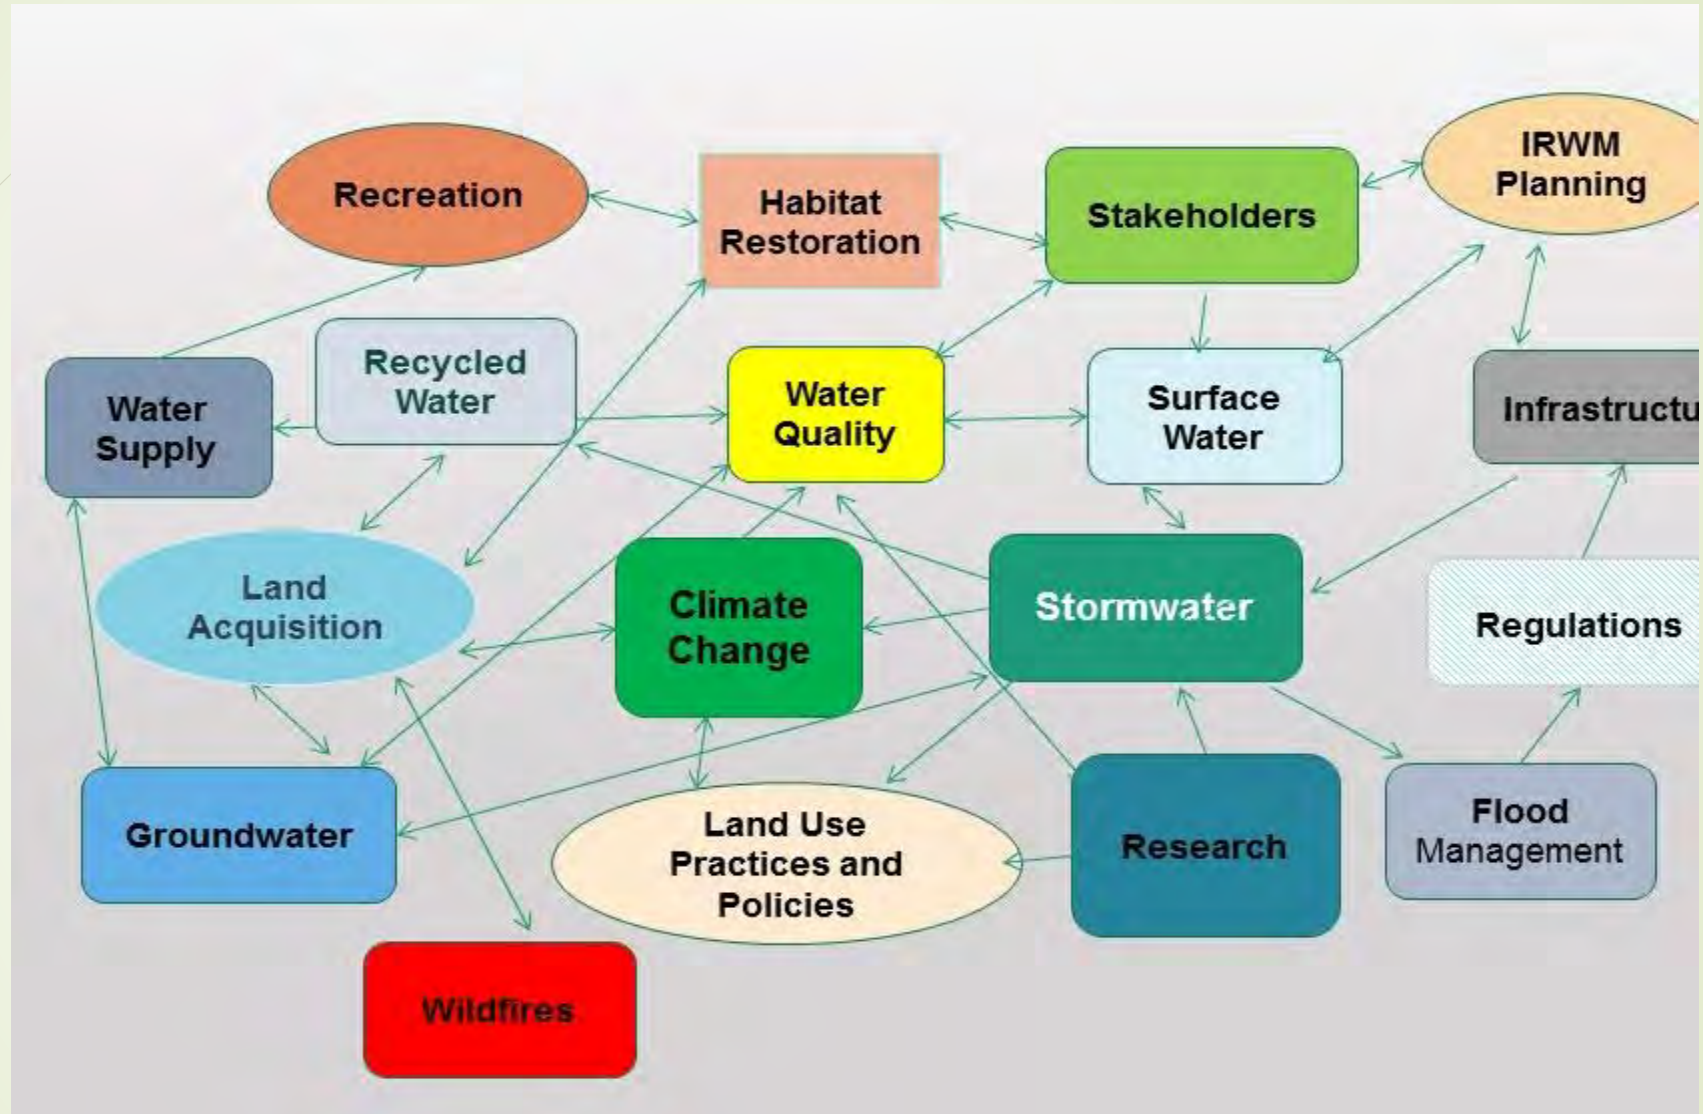 Recreation
Habitat
Restoration
Stakeholders
IRWM
Planning
Water
Supply
Recycled
Water
Water
Quality
Surface
Water
Infrastructu
Land
Acquisition
Climate
Change
Stormwater
Regulations
Groundwater
Land Use
Practices and
Policies
Research
Flood
Management
Wildfires